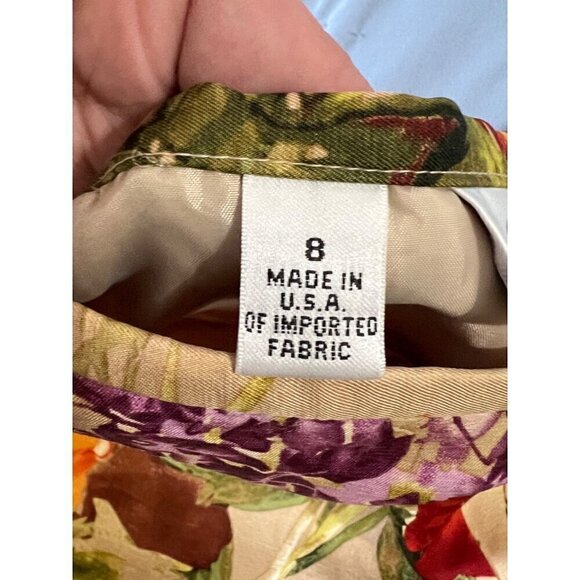 8
MADE IN
U.S.A.
OF IMPORTED
FABRIC